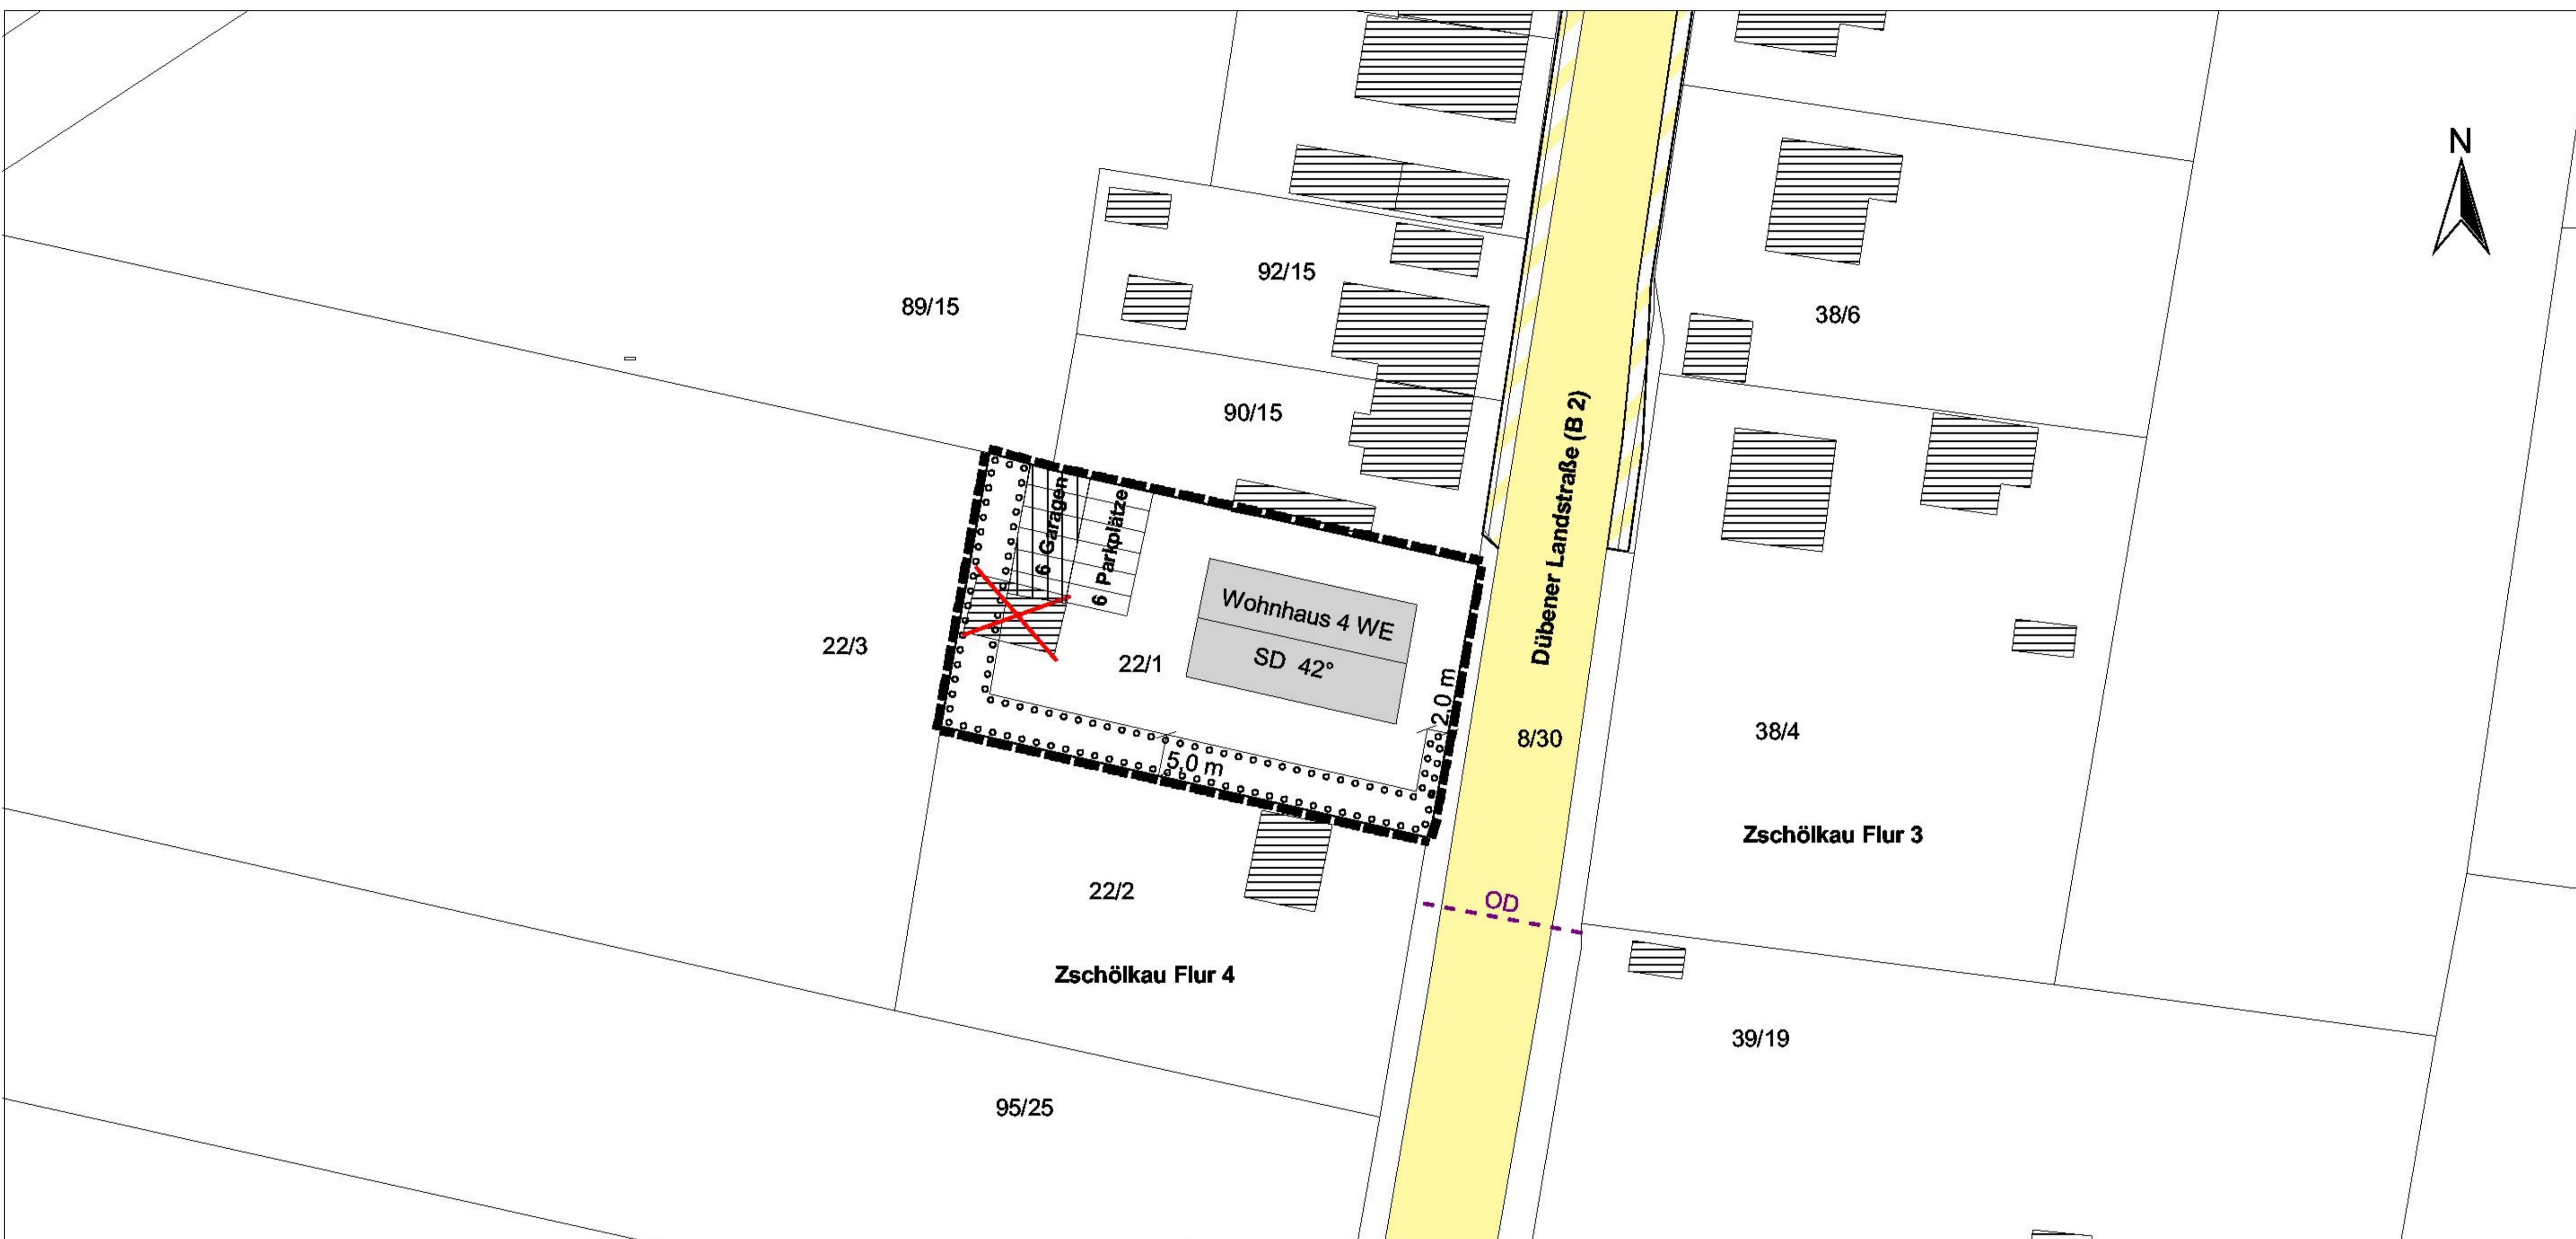 N
92/15
89/15
38/6
90/15
Dübener Landstraße (B 2)
6 Garagen
6 Parkplätze
Wohnhaus 4 WE
SD 42°
22/3
22/1
2,0 m
8/30
38/4
5,0 m
Zschölkau Flur 3
22/2
OD
Zschölkau Flur 4
39/19
95/25